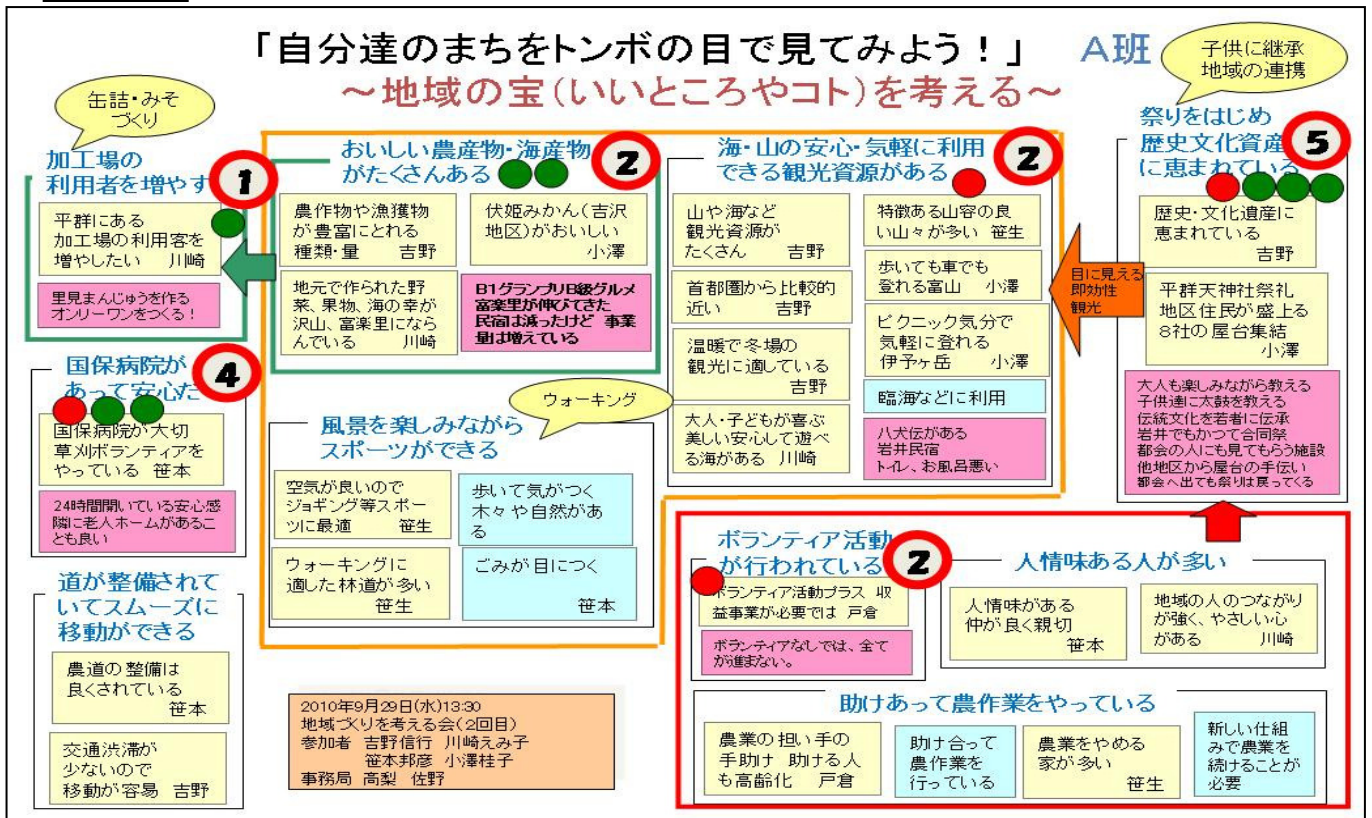 「自分達のまちをトンボの目で見てみよう！」
A班
～地域の宝(いいところやコト)を考える～
缶詰・みそ
づくり
加工場の
利用者を増やす
1
平群にある
加工場の利用客を
増やしたい 川崎
里見まんじゅうを作る
オンリーワンをつくる！
おいしい農産物・海産物
がたくさんある
2
農作物や漁獲物
が豊富にとれる
種類・量 吉野
伏姫みかん(吉沢
地区)がおいしい
小澤
地元で作られた野
菜、果物、海の幸が
沢山、富楽里になら
んでいる 川崎
B1グランプリB級グルメ
富楽里が伸びてきた
民宿は減ったけど 事業
量は増えている
海・山の安心・気軽に利用
できる観光資源がある
2
山や海など
観光資源が
たくさん 吉野
特徴ある山容の良
い山々が多い 笹生
首都圏から比較的
近い 吉野
歩いても車でも
登れる富山 小澤
温暖で冬場の
観光に適している
吉野
ピクニック気分で
気軽に登れる
伊予ヶ岳 小澤
大人・子どもが喜ぶ
美しい安心して遊べ
る海がある 川崎
臨海などに利用
八犬伝がある
岩井民宿
トイレ、お風呂悪い
目に見える
即効性
観光
子供に継承
地域の連携
祭りをはじめ
歴史文化資産
に恵まれている
5
歴史・文化遺産に
恵まれている
吉野
平群天神社祭礼
地区住民が盛上る
8社の屋台集結
小澤
大人も楽しみながら教える
子供達に太鼓を教える
伝統文化を若者に伝承
岩井でもかつて合同祭
都会の人にも見てもらう施設
他地区から屋台の手伝い
都会へ出ても祭りは戻ってくる
国保病院が
あって安心だ
4
国保病院が大切
草刈ボランティアを
やっている 笹本
24時間開いている安心感
隣に老人ホームがあるこ
とも良い
ウォーキング
風景を楽しみながら
スポーツができる
空気が良いので
ジョギング等スポー
ツに最適 笹生
歩いて気がつく
木々や自然があ
る
ウォーキングに
適した林道が多い
笹生
ごみが目につく
笹本
道が整備されて
いてスムーズに
移動ができる
農道の整備は
良くされている
笹本
交通渋滞が
少ないので
移動が容易 吉野
2010年9月29日(水)13:30
地域づくりを考える会(2回目)
参加者 吉野信行 川崎えみ子
笹本邦彦 小澤桂子
事務局 高梨 佐野
ボランティア活動
が行われている
2
ボランティア活動プラス 収
益事業が必要では 戸倉
ボランティアなしでは、全て
が進まない。
人情味ある人が多い
人情味がある
仲が良く親切
笹本
地域の人のつながり
が強く、やさしい心
がある 川崎
助けあって農作業をやっている
農業の担い手の
手助け 助ける人
も高齢化 戸倉
助け合って
農作業を
行っている
農業をやめる
家が多い
笹生
新しい仕組
みで農業を
続けることが
必要